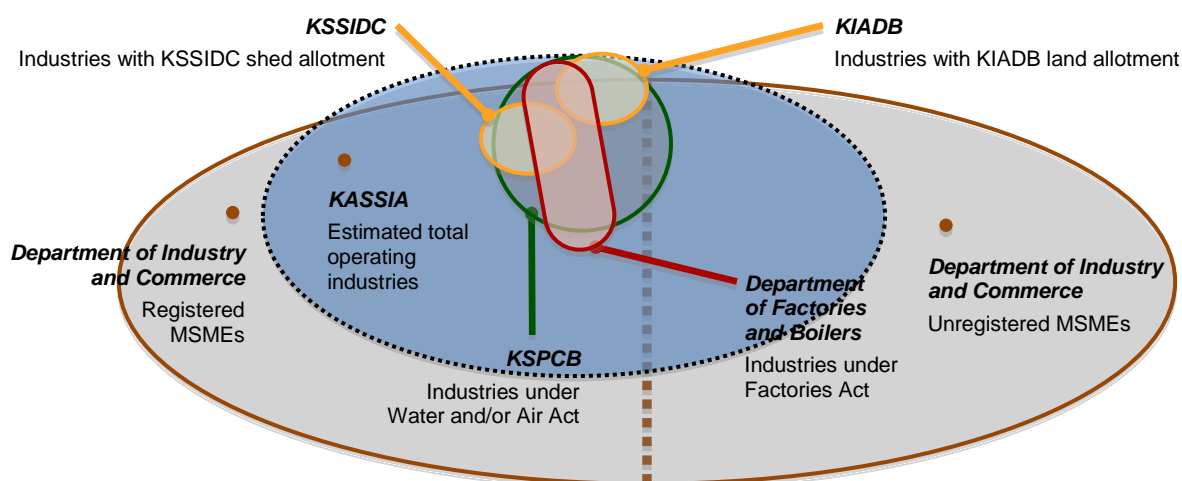 KSSIDC
Industries with KSSIDC shed allotment
KIADB
Industries with KIADB land allotment
KASSIA
Estimated total
operating
industries
Department of Industry
and Commerce
Registered
MSMEs
Department of Industry
and Commerce
Unregistered MSMEs
Department
of Factories
and Boilers
Industries under
Factories Act
KSPCB
Industries under
Water and/or Air Act